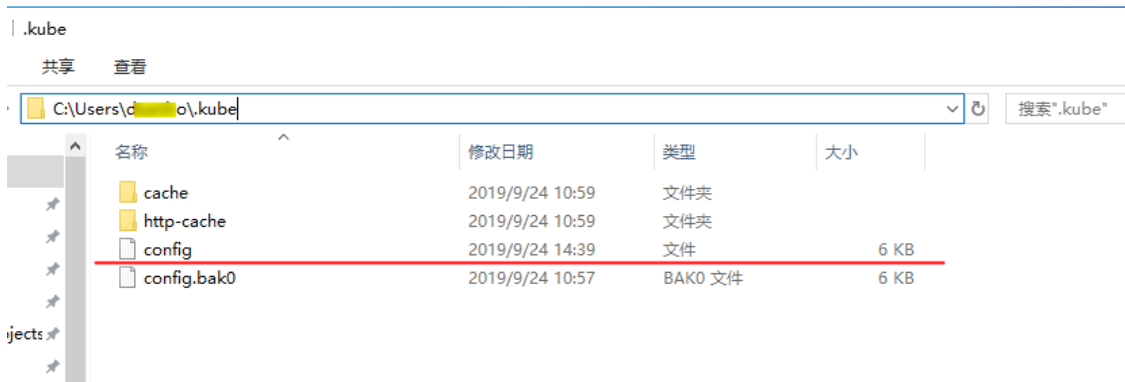 .kube
共享 查看
C:\Users\d o\.kube 搜索".kube"
名称 修改日期 类型 大小
cache 2019/9/24 10:59 文件夹
http-cache 2019/9/24 10:59 文件夹
config 2019/9/24 14:39 文件 6 KB
config.bak0 2019/9/24 10:57 BAK0 文件 6 KB
jects